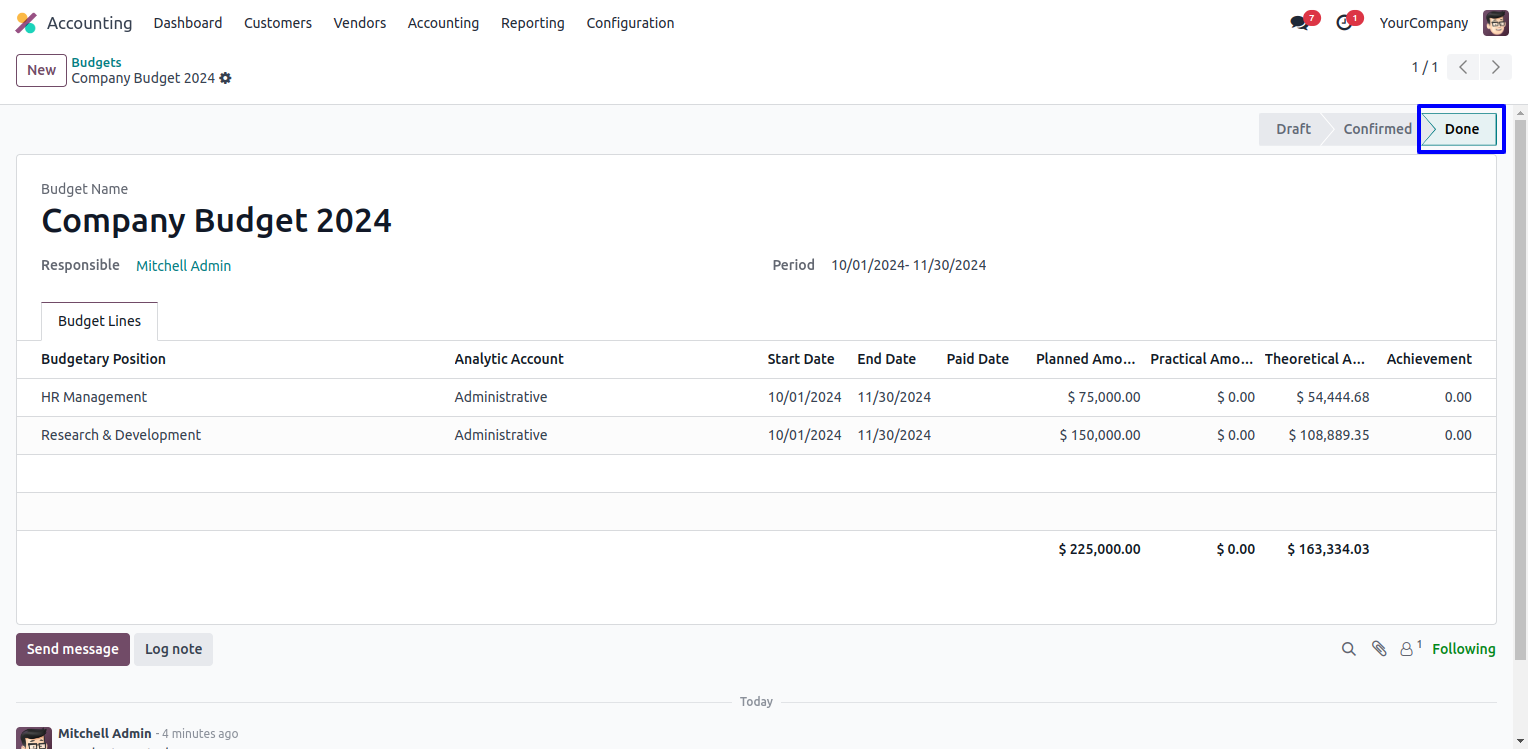 Accounting Dashboard Customers Vendors Accounting Reporting Configuration 7 1 YourCompany
New Budgets
Company Budget 2024
1 / 1
Draft Confirmed Done
Budget Name
Company Budget 2024
Responsible Mitchell Admin Period 10/01/2024- 11/30/2024
Budget Lines
Budgetary Position Analytic Account Start Date End Date Paid Date Planned Amo... Practical Amo... Theoretical A... Achievement
HR Management Administrative 10/01/2024 11/30/2024 $ 75,000.00 $ 0.00 $ 54,444.68 0.00
Research & Development Administrative 10/01/2024 11/30/2024 $ 150,000.00 $ 0.00 $ 108,889.35 0.00
$ 225,000.00 $ 0.00 $ 163,334.03
Send message Log note 1 Following
Today
Mitchell Admin - 4 minutes ago